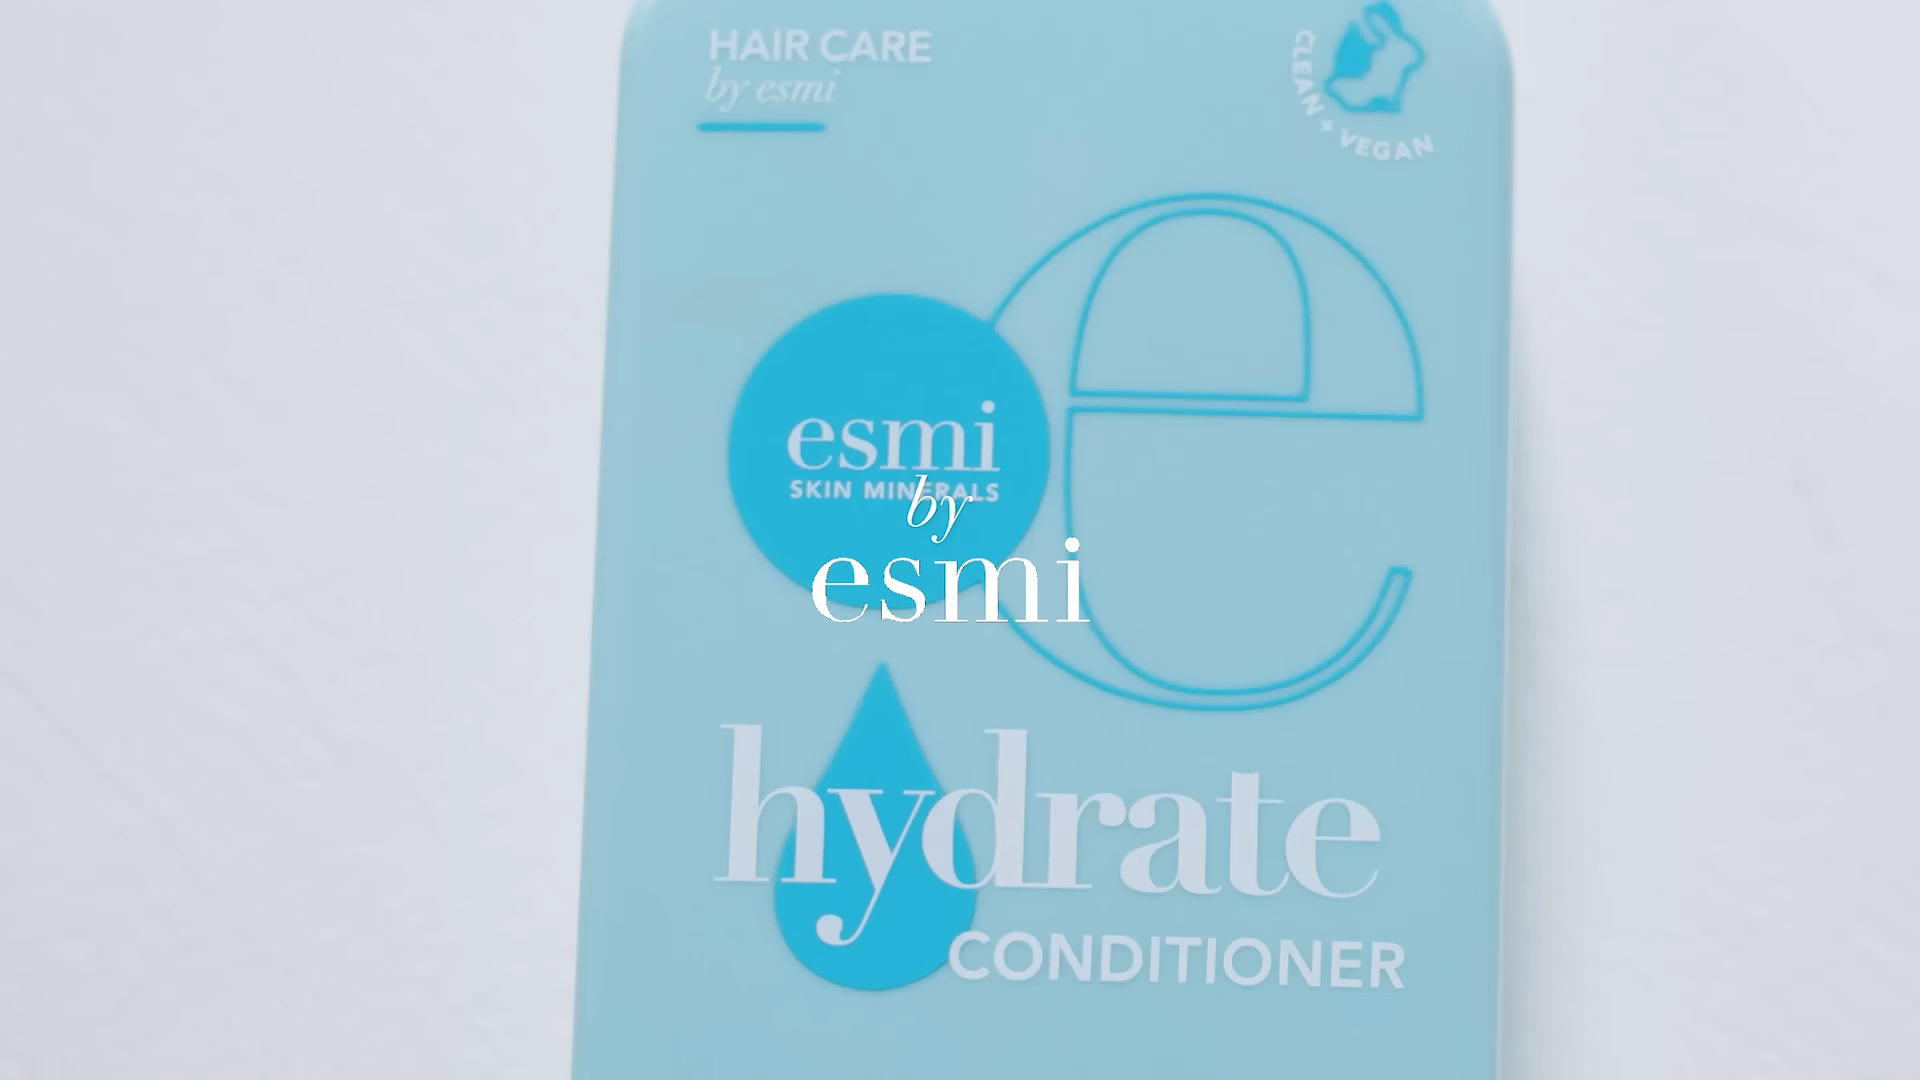 HAIR CARE
by esmi
CLEAN + VEGAN
e
esmi
SKIN MINERALS
by
esmi
hydrate
CONDITIONER